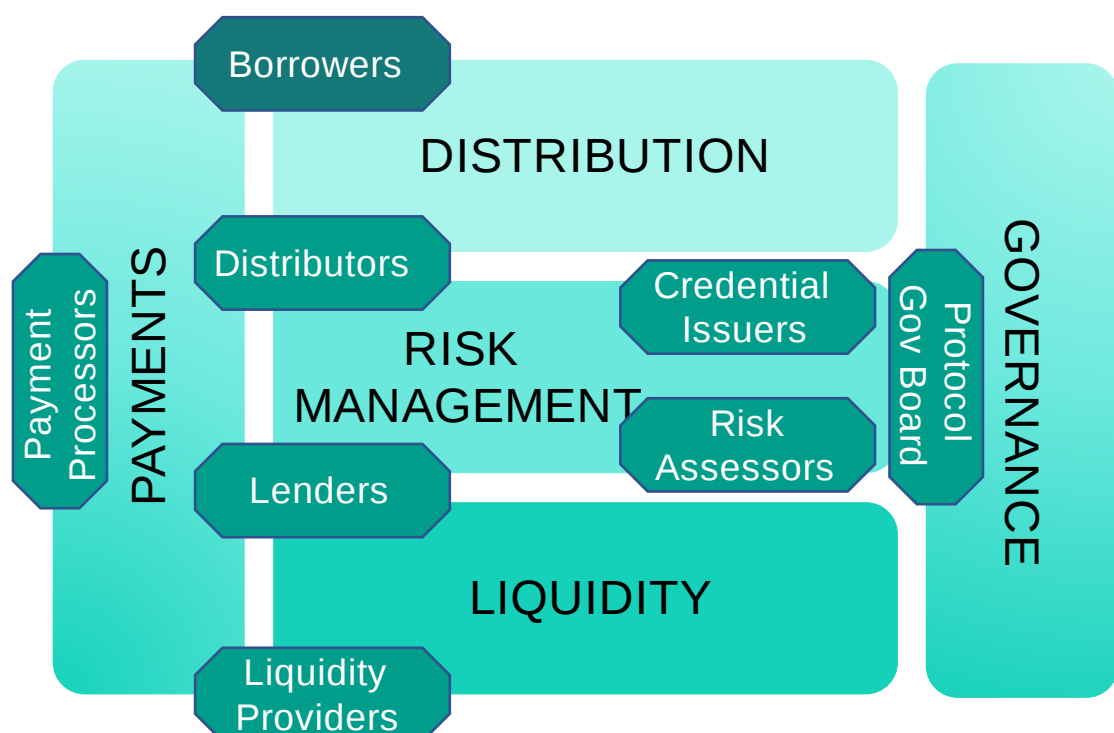 Borrowers
DISTRIBUTION
Distributors
Credential
Issuers
RISK
MANAGEMENT
Risk
Assessors
Lenders
LIQUIDITY
Liquidity
Providers
Payment
Processors
PAYMENTS
Protocol
Gov Board
GOVERNANCE